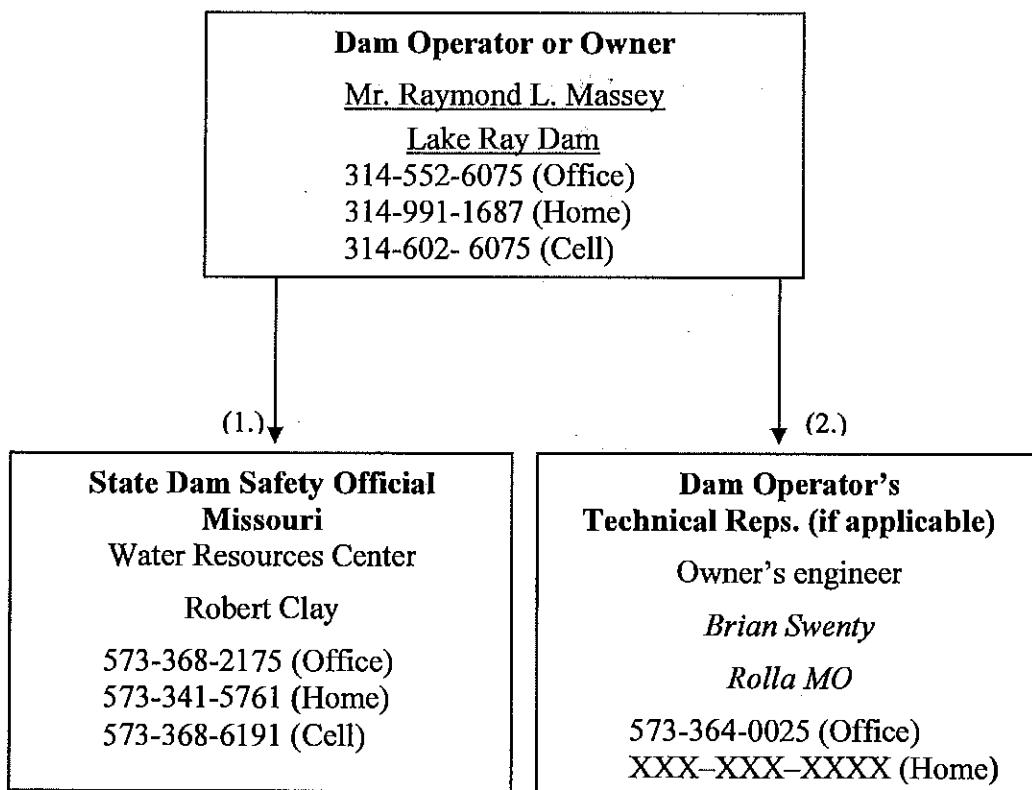 Dam Operator or Owner
Mr. Raymond L. Massey
Lake Ray Dam
314-552-6075 (Office)
314-991-1687 (Home)
314-602- 6075 (Cell)
(1.)
(2.)
State Dam Safety Official
Missouri
Water Resources Center
Robert Clay
573-368-2175 (Office)
573-341-5761 (Home)
573-368-6191 (Cell)
Dam Operator's
Technical Reps. (if applicable)
Owner's engineer
Brian Swenty
Rolla MO
573-364-0025 (Office)
XXX–XXX–XXXX (Home)